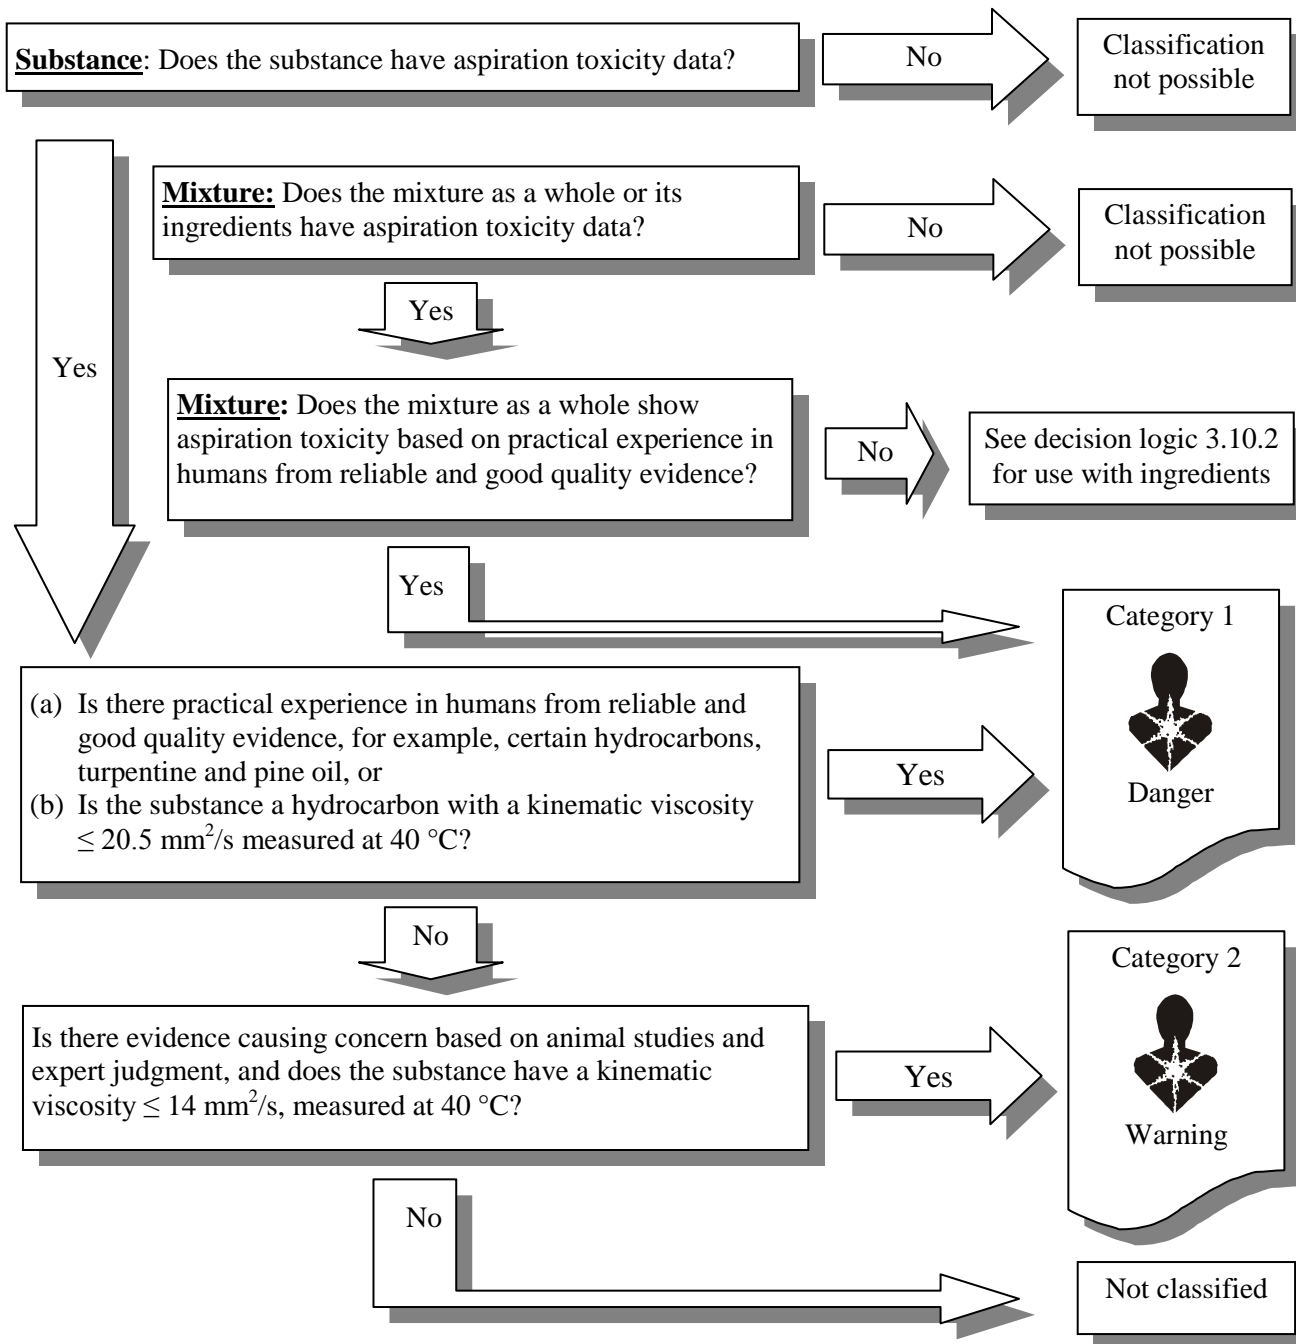 Substance: Does the substance have aspiration toxicity data?
No
Classification
not possible
Mixture: Does the mixture as a whole or its
ingredients have aspiration toxicity data?
No
Classification
not possible
Yes
Yes
Mixture: Does the mixture as a whole show
aspiration toxicity based on practical experience in
humans from reliable and good quality evidence?
No
See decision logic 3.10.2
for use with ingredients
Yes
Category 1
Danger
(a) Is there practical experience in humans from reliable and
good quality evidence, for example, certain hydrocarbons,
turpentine and pine oil, or
(b) Is the substance a hydrocarbon with a kinematic viscosity
≤ 20.5 mm²/s measured at 40 °C?
Yes
No
Category 2
Warning
Is there evidence causing concern based on animal studies and
expert judgment, and does the substance have a kinematic
viscosity ≤ 14 mm²/s, measured at 40 °C?
Yes
No
Not classified